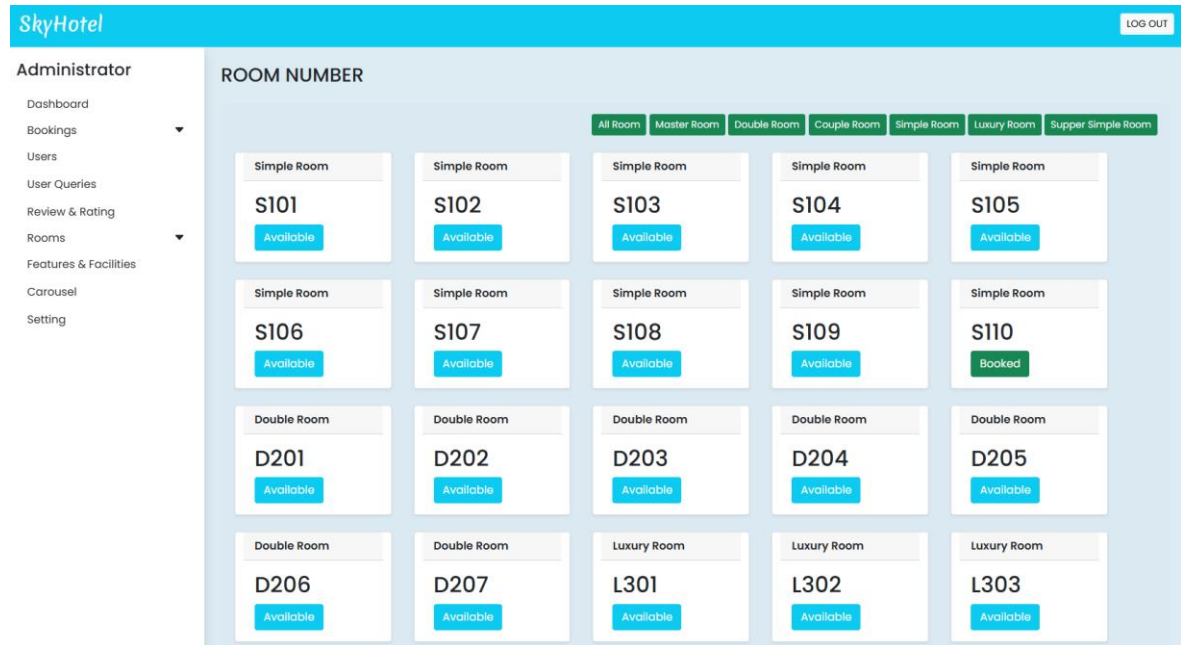 SkyHotel
LOG OUT
Administrator
Dashboard
Bookings
Users
User Queries
Review & Rating
Rooms
Features & Facilities
Carousel
Setting
ROOM NUMBER
All Room Master Room Double Room Couple Room Simple Room Luxury Room Supper Simple Room
Simple Room Simple Room Simple Room Simple Room Simple Room
S101 S102 S103 S104 S105
Available Available Available Available Available
Simple Room Simple Room Simple Room Simple Room Simple Room
S106 S107 S108 S109 S110
Available Available Available Available Booked
Double Room Double Room Double Room Double Room Double Room
D201 D202 D203 D204 D205
Available Available Available Available Available
Double Room Double Room Luxury Room Luxury Room Luxury Room
D206 D207 L301 L302 L303
Available Available Available Available Available